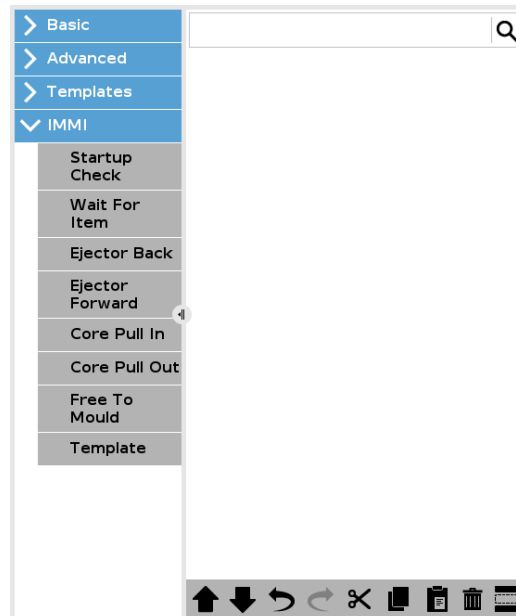 Basic
Advanced
Templates
IMMI
Startup
Check
Wait For
Item
Ejector Back
Ejector
Forward
Core Pull In
Core Pull Out
Free To
Mould
Template